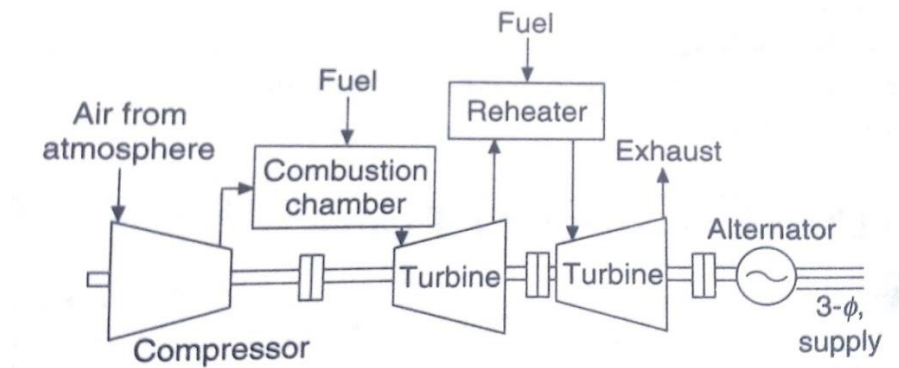 Fuel
Fuel
Reheater
Air from
atmosphere
Combustion
chamber
Exhaust
Turbine
Turbine
Alternator
3-ϕ,
supply
Compressor